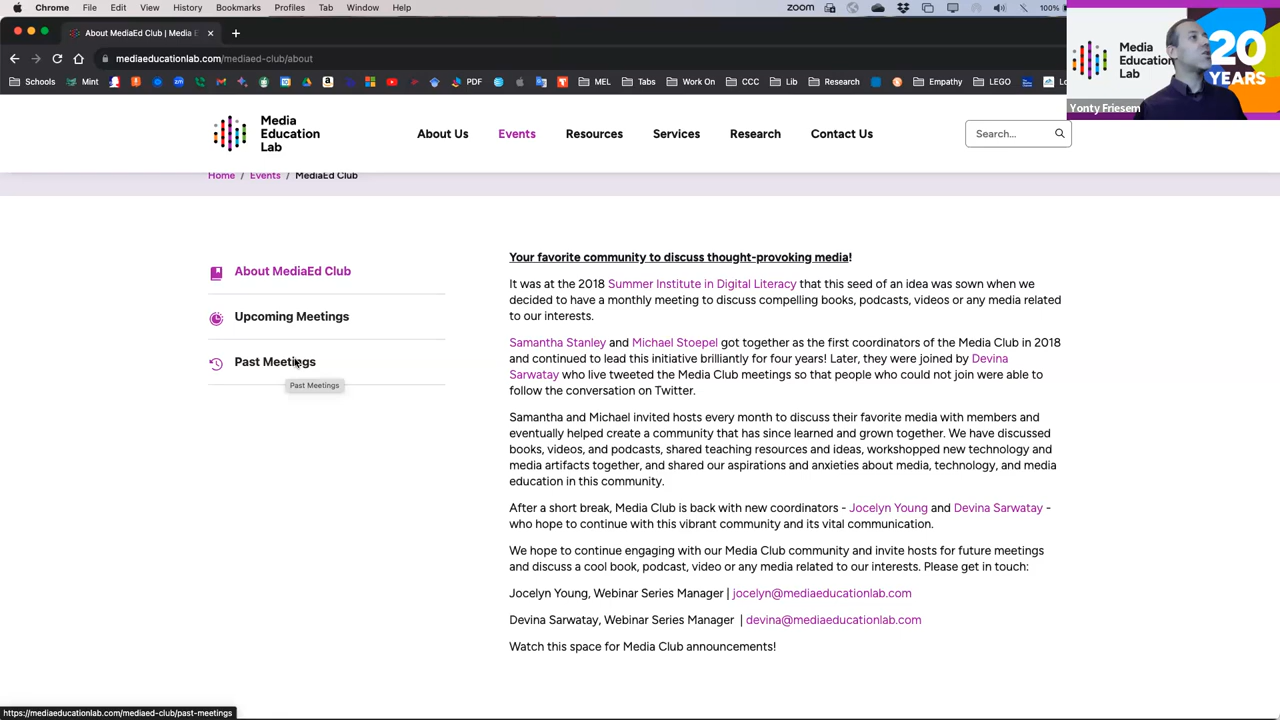 Chrome File Edit View History Bookmarks Profiles Tab Window Help zoom 100%
About MediaEd Club | Media E
mediaeducationlab.com/mediaed-club/about
Schools Mint PDF MEL Tabs Work On CCC Lib Research Empathy LEGO
Media
Education
Lab
20
YEARS
Yonty Friesem
Media
Education
Lab
About Us Events Resources Services Research Contact Us Search...
Home / Events / MediaEd Club
About MediaEd Club
Upcoming Meetings
Past Meetings
Past Meetings
Your favorite community to discuss thought-provoking media!
It was at the 2018 Summer Institute in Digital Literacy that this seed of an idea was sown when we
decided to have a monthly meeting to discuss compelling books, podcasts, videos or any media related
to our interests.
Samantha Stanley and Michael Stoepel got together as the first coordinators of the Media Club in 2018
and continued to lead this initiative brilliantly for four years! Later, they were joined by Devina
Sarwatay who live tweeted the Media Club meetings so that people who could not join were able to
follow the conversation on Twitter.
Samantha and Michael invited hosts every month to discuss their favorite media with members and
eventually helped create a community that has since learned and grown together. We have discussed
books, videos, and podcasts, shared teaching resources and ideas, workshopped new technology and
media artifacts together, and shared our aspirations and anxieties about media, technology, and media
education in this community.
After a short break, Media Club is back with new coordinators - Jocelyn Young and Devina Sarwatay -
who hope to continue with this vibrant community and its vital communication.
We hope to continue engaging with our Media Club community and invite hosts for future meetings
and discuss a cool book, podcast, video or any media related to our interests. Please get in touch:
Jocelyn Young, Webinar Series Manager | jocelyn@mediaeducationlab.com
Devina Sarwatay, Webinar Series Manager | devina@mediaeducationlab.com
Watch this space for Media Club announcements!
https://mediaeducationlab.com/mediaed-club/past-meetings